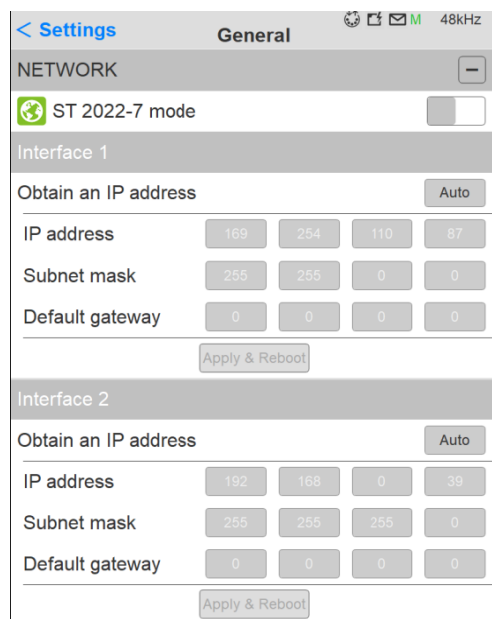 < Settings General M 48kHz
NETWORK
ST 2022-7 mode
Interface 1
Obtain an IP address Auto
IP address 169 254 110 87
Subnet mask 255 255 0 0
Default gateway 0 0 0 0
Apply & Reboot
Interface 2
Obtain an IP address Auto
IP address 192 168 0 39
Subnet mask 255 255 255 0
Default gateway 0 0 0 0
Apply & Reboot